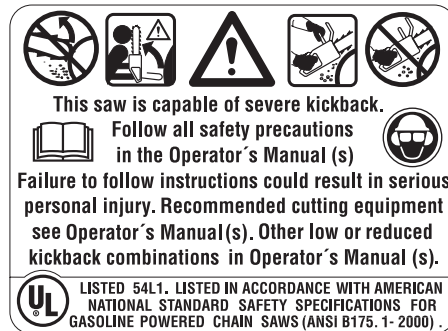 This saw is capable of severe kickback.
Follow all safety precautions
in the Operator´s Manual (s)
Failure to follow instructions could result in serious
personal injury. Recommended cutting equipment
see Operator´s Manual(s). Other low or reduced
kickback combinations in Operator´s Manual (s).
UL
LISTED 54L1. LISTED IN ACCORDANCE WITH AMERICAN
NATIONAL STANDARD SAFETY SPECIFICATIONS FOR
GASOLINE POWERED CHAIN SAWS (ANSI B175. 1- 2000) .